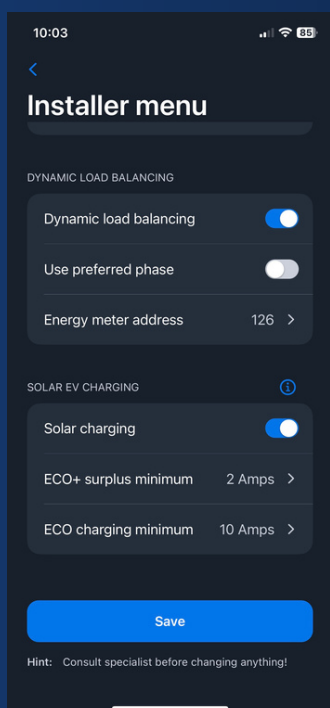 10:03
85
Installer menu
DYNAMIC LOAD BALANCING
Dynamic load balancing
Use preferred phase
Energy meter address 126
SOLAR EV CHARGING
Solar charging
ECO+ surplus minimum 2 Amps
ECO charging minimum 10 Amps
Save
Hint: Consult specialist before changing anything!